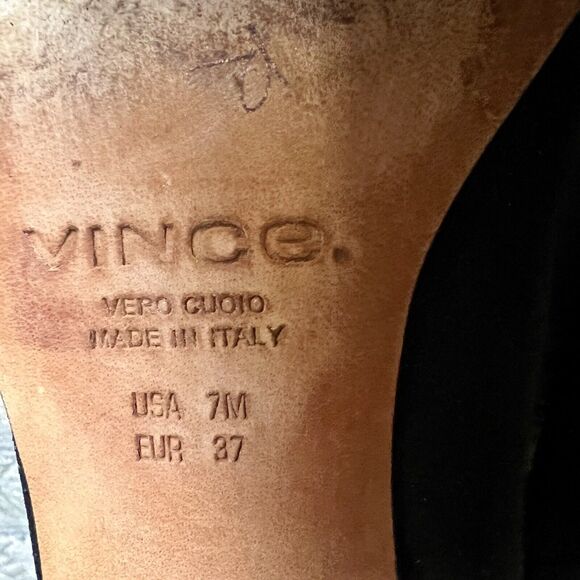 VINCE.
VERO CUOIO
MADE IN ITALY
USA 7M
EUR 37